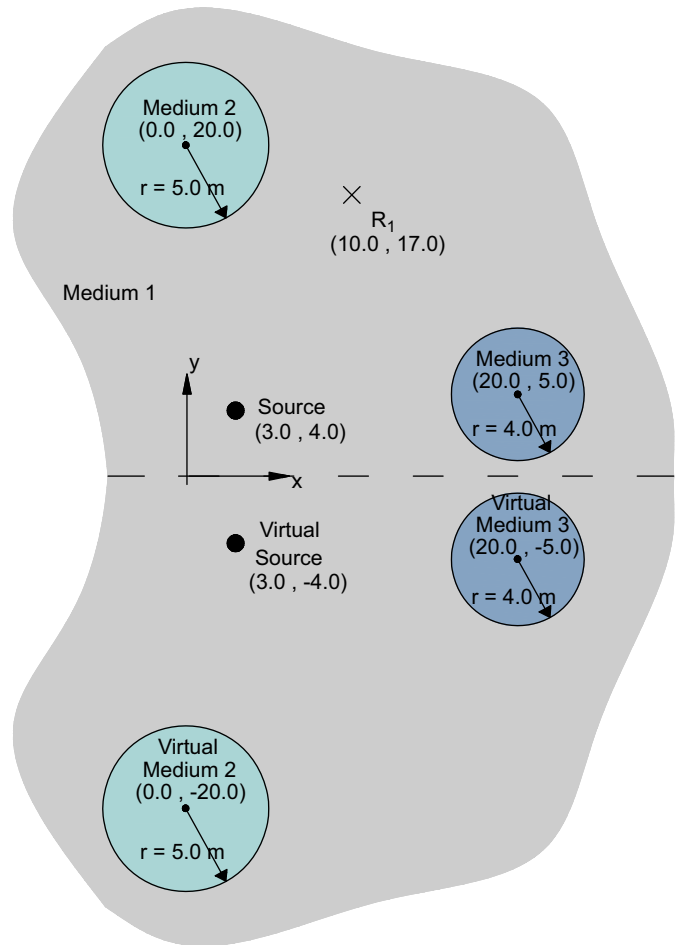 Medium 2
(0.0 , 20.0)
r = 5.0 m
R1
(10.0 , 17.0)
Medium 1
Medium 3
(20.0 , 5.0)
r = 4.0 m
y
Source
(3.0 , 4.0)
x
Virtual
Medium 3
(20.0 , -5.0)
r = 4.0 m
Virtual
Source
(3.0 , -4.0)
Virtual
Medium 2
(0.0 , -20.0)
r = 5.0 m